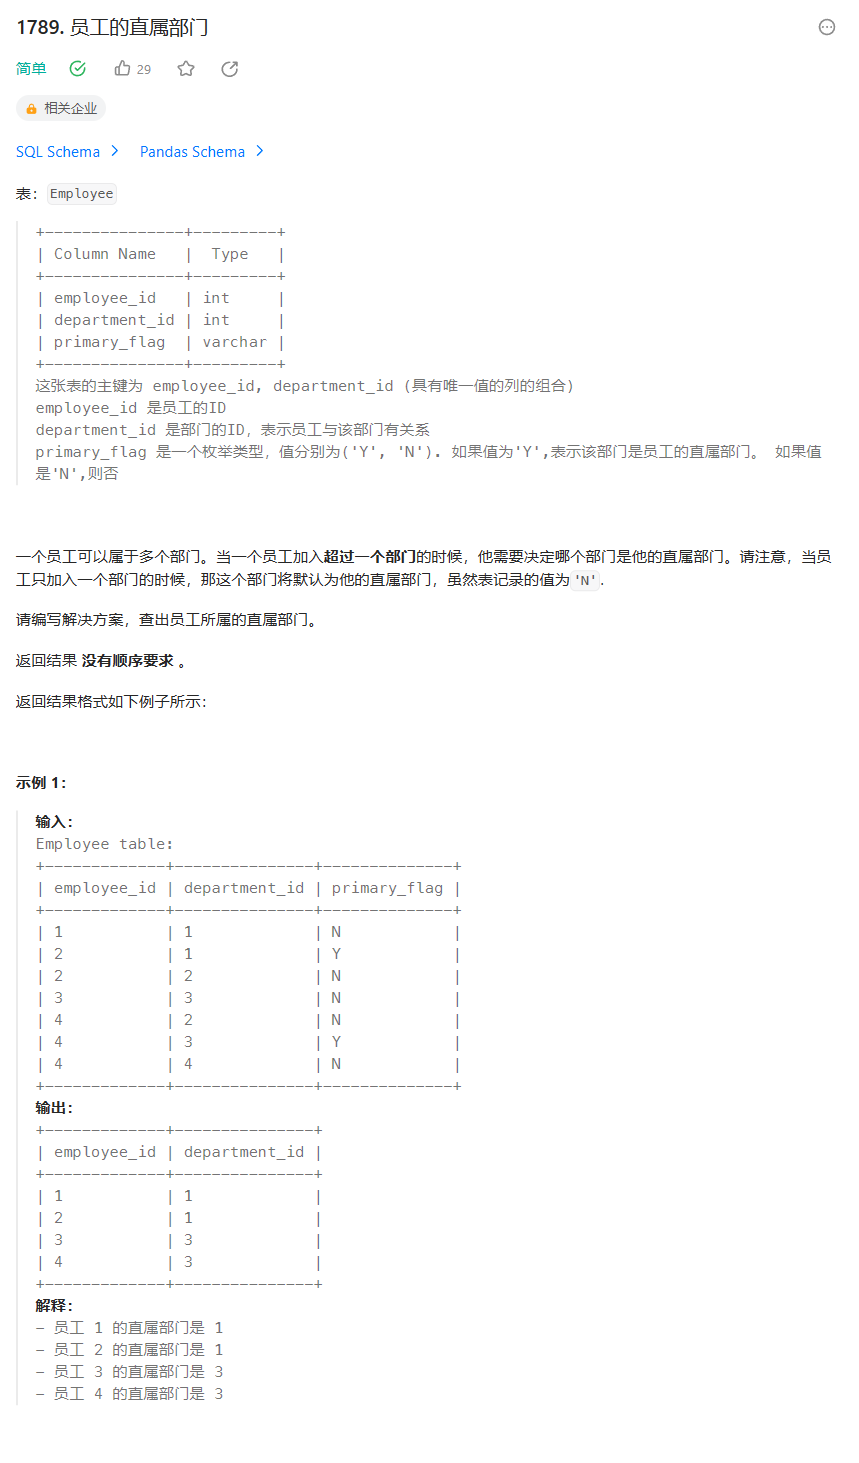 1789. 员工的直属部门
简单 29
相关企业
SQL Schema > Pandas Schema >
表：Employee
+---------------+---------+
| Column Name   |  Type   |
+---------------+---------+
| employee_id   | int     |
| department_id | int     |
| primary_flag  | varchar |
+---------------+---------+
这张表的主键为 employee_id, department_id (具有唯一值的列的组合)
employee_id 是员工的ID
department_id 是部门的ID，表示员工与该部门有关系
primary_flag 是一个枚举类型，值分别为('Y', 'N'). 如果值为'Y',表示该部门是员工的直属部门。 如果值
是'N',则否
一个员工可以属于多个部门。当一个员工加入超过一个部门的时候，他需要决定哪个部门是他的直属部门。请注意，当员
工只加入一个部门的时候，那这个部门将默认为他的直属部门，虽然表记录的值为'N'.
请编写解决方案，查出员工所属的直属部门。
返回结果 没有顺序要求 。
返回结果格式如下例子所示：
示例 1：
输入：
Employee table:
+-------------+---------------+--------------+
| employee_id | department_id | primary_flag |
+-------------+---------------+--------------+
| 1           | 1             | N            |
| 2           | 1             | Y            |
| 2           | 2             | N            |
| 3           | 3             | N            |
| 4           | 2             | N            |
| 4           | 3             | Y            |
| 4           | 4             | N            |
+-------------+---------------+--------------+
输出：
+-------------+---------------+
| employee_id | department_id |
+-------------+---------------+
| 1           | 1             |
| 2           | 1             |
| 3           | 3             |
| 4           | 3             |
+-------------+---------------+
解释：
- 员工 1 的直属部门是 1
- 员工 2 的直属部门是 1
- 员工 3 的直属部门是 3
- 员工 4 的直属部门是 3